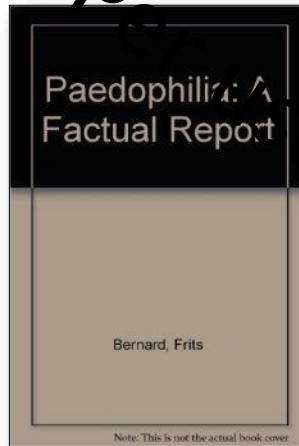 Paedophilia: A
Factual Report
Bernard, Frits
Note: This is not the actual book cover